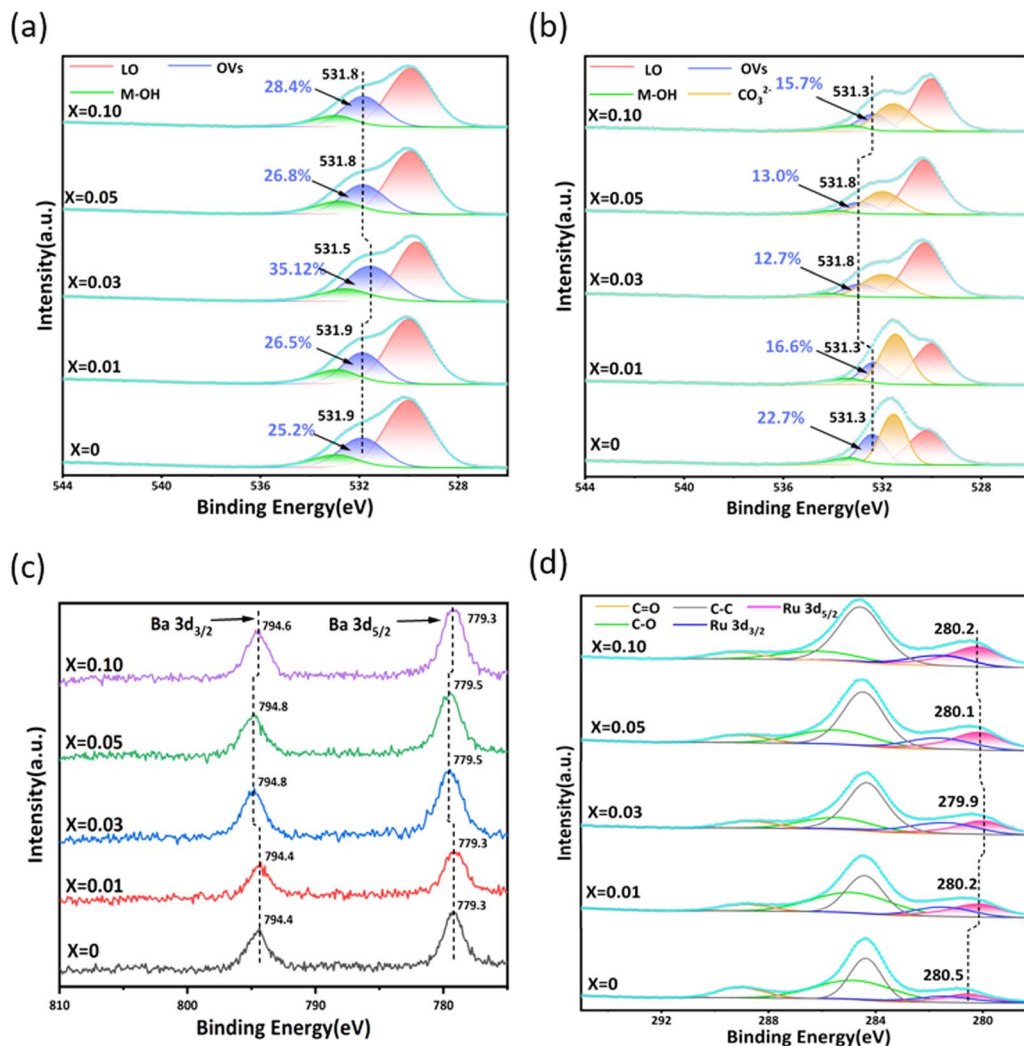 (a)
LO OVs
M-OH
X=0.10
28.4%
531.8
X=0.05
26.8%
531.8
X=0.03
35.12%
531.5
X=0.01
26.5%
531.9
X=0
25.2%
531.9
Intensity(a.u.)
544 540 536 532 528
Binding Energy(eV)
(b)
LO OVs
M-OH CO₃²⁻
X=0.10
15.7%
531.3
X=0.05
13.0%
531.8
X=0.03
12.7%
531.8
X=0.01
16.6%
531.3
X=0
22.7%
531.3
Intensity(a.u.)
544 540 536 532 528
Binding Energy(eV)
(c)
Ba 3d₃/₂ Ba 3d₅/₂
X=0.10
794.6 779.3
X=0.05
794.8 779.5
X=0.03
794.8 779.5
X=0.01
794.4 779.3
X=0
794.4 779.3
Intensity(a.u.)
810 800 790 780
Binding Energy(eV)
(d)
C=O C-C Ru 3d₅/₂
C-O Ru 3d₃/₂
X=0.10
280.2
X=0.05
280.1
X=0.03
279.9
X=0.01
280.2
X=0
280.5
Intensity(a.u.)
292 288 284 280
Binding Energy(eV)